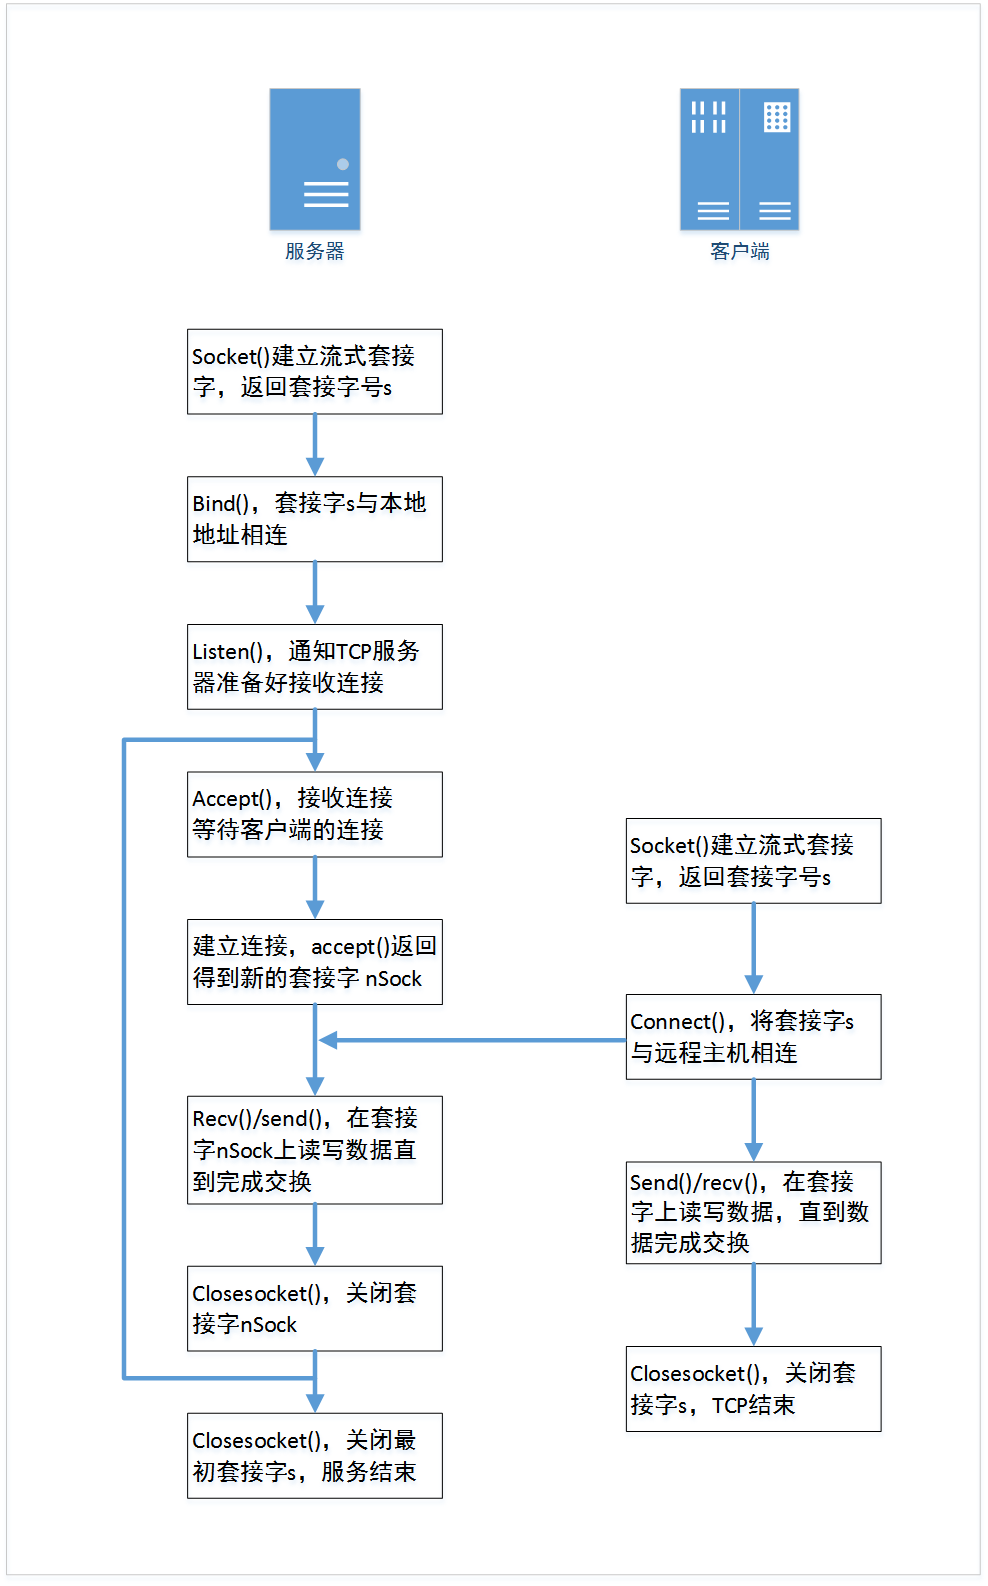 服务器
客户端
Socket()建立流式套接
字，返回套接字号s
Bind()，套接字s与本地
地址相连
Listen()，通知TCP服务
器准备好接收连接
Accept()，接收连接
等待客户端的连接
建立连接，accept()返回
得到新的套接字 nSock
Recv()/send()，在套接
字nSock上读写数据直
到完成交换
Closesocket()，关闭套
接字nSock
Closesocket()，关闭最
初套接字s，服务结束
Socket()建立流式套接
字，返回套接字号s
Connect()，将套接字s
与远程主机相连
Send()/recv()，在套接
字上读写数据，直到数
据完成交换
Closesocket()，关闭套
接字s，TCP结束